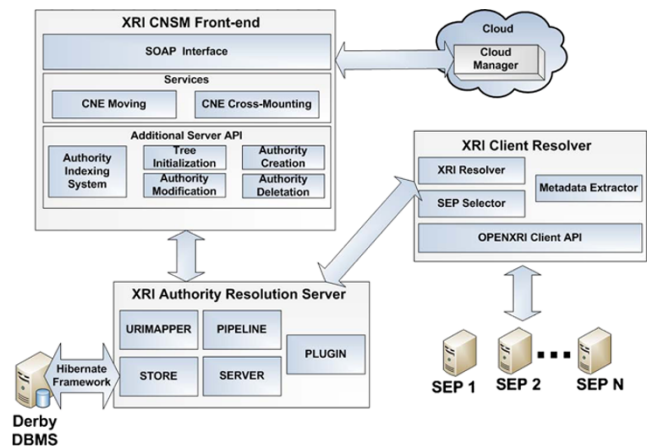 XRI CNSM Front-end
SOAP Interface
Services
CNE Moving
CNE Cross-Mounting
Additional Server API
Authority
Indexing
System
Tree
Initialization
Authority
Creation
Authority
Modification
Authority
Deletation
Cloud
Cloud
Manager
XRI Client Resolver
XRI Resolver
SEP Selector
Metadata Extractor
OPENXRI Client API
XRI Authority Resolution Server
URIMAPPER
PIPELINE
PLUGIN
STORE
SERVER
Hibernate
Framework
Derby
DBMS
SEP 1
SEP 2
SEP N